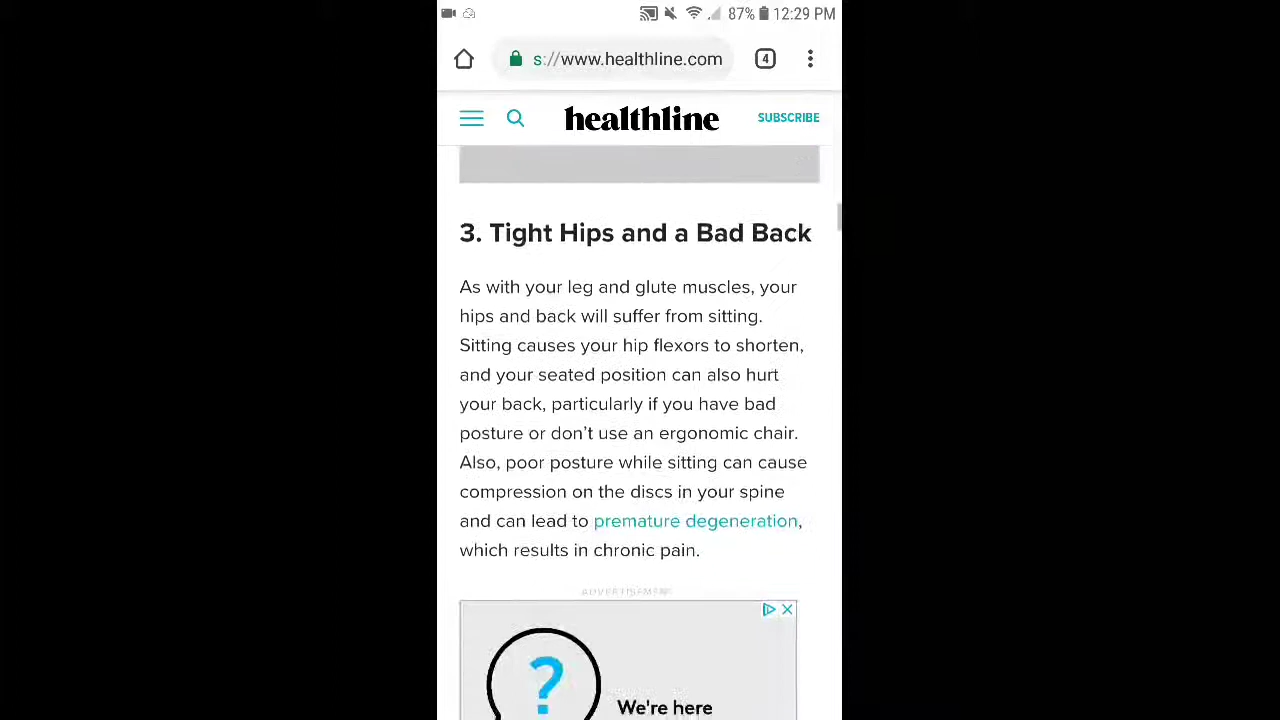 87% 12:29 PM
s://www.healthline.com 4
healthline SUBSCRIBE
3. Tight Hips and a Bad Back
As with your leg and glute muscles, your
hips and back will suffer from sitting.
Sitting causes your hip flexors to shorten,
and your seated position can also hurt
your back, particularly if you have bad
posture or don’t use an ergonomic chair.
Also, poor posture while sitting can cause
compression on the discs in your spine
and can lead to premature degeneration,
which results in chronic pain.
ADVERTISEMENT
?
We're here